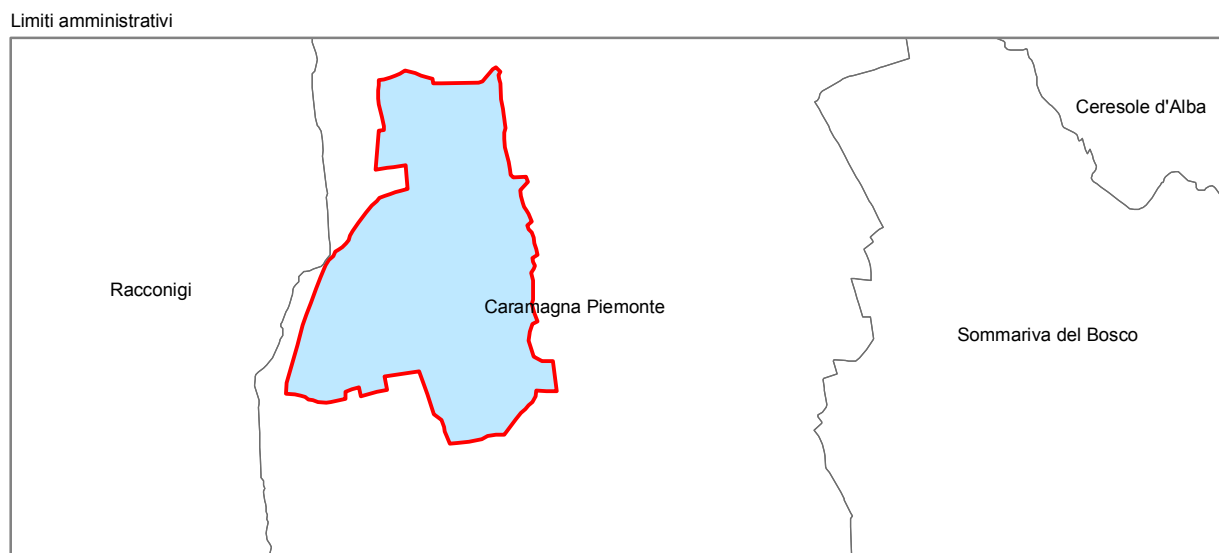 Limiti amministrativi
Ceresole d'Alba
Racconigi
Caramagna Piemonte
Sommariva del Bosco